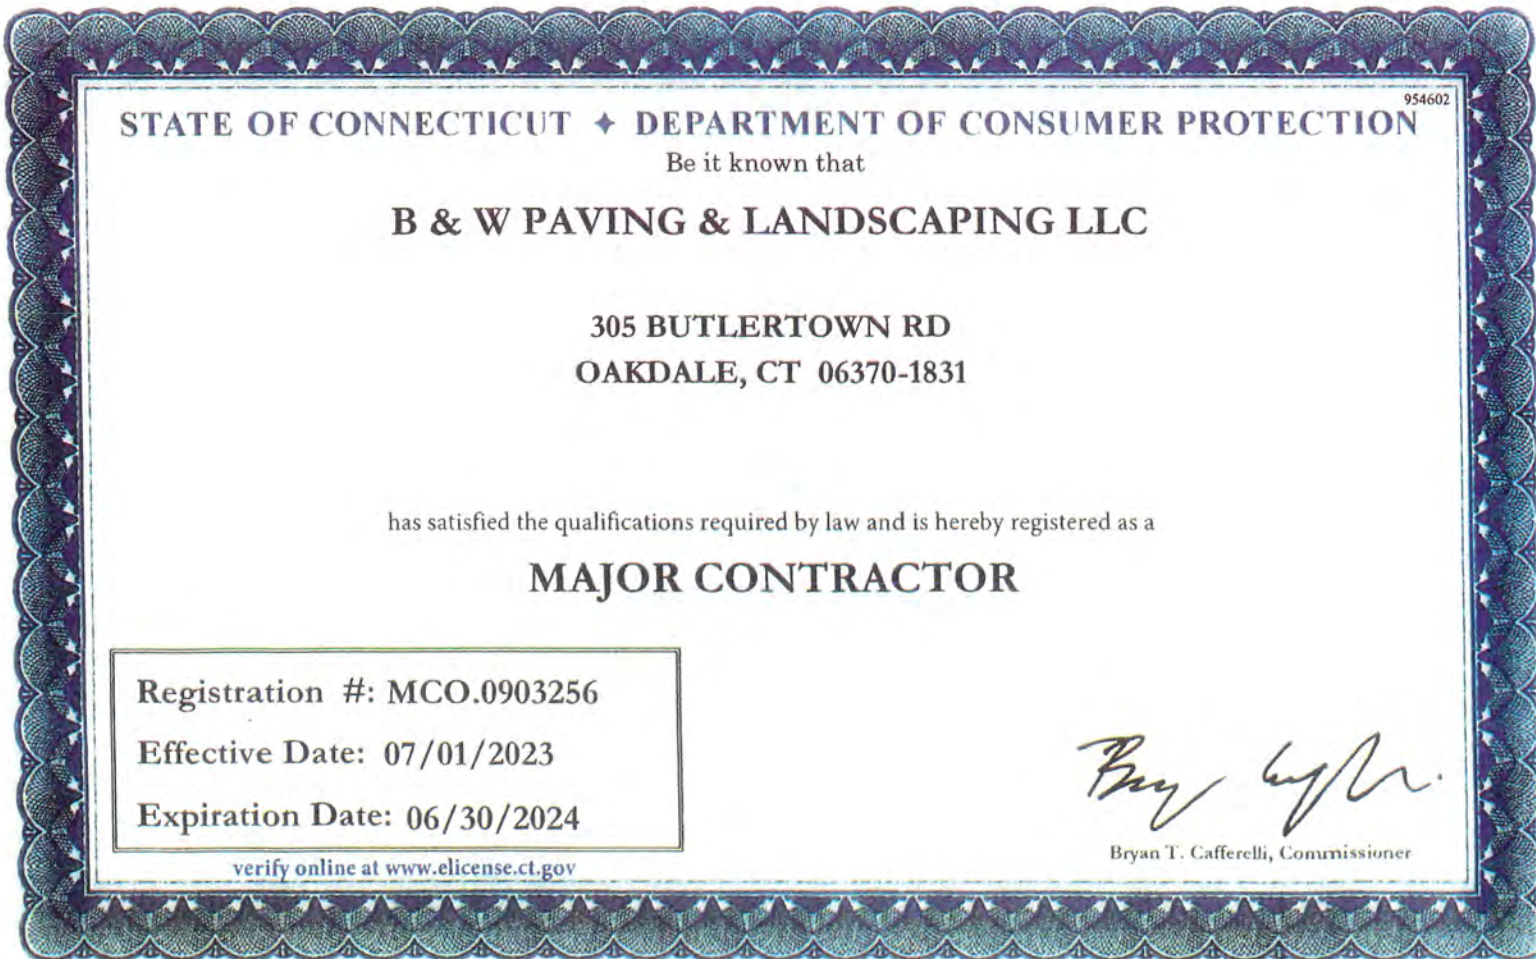 954602
STATE OF CONNECTICUT ✦ DEPARTMENT OF CONSUMER PROTECTION
Be it known that
B & W PAVING & LANDSCAPING LLC
305 BUTLERTOWN RD
OAKDALE, CT 06370-1831
has satisfied the qualifications required by law and is hereby registered as a
MAJOR CONTRACTOR
Registration #: MCO.0903256
Effective Date: 07/01/2023
Expiration Date: 06/30/2024
verify online at www.elicense.ct.gov
Bryan T. Cafferelli, Commissioner